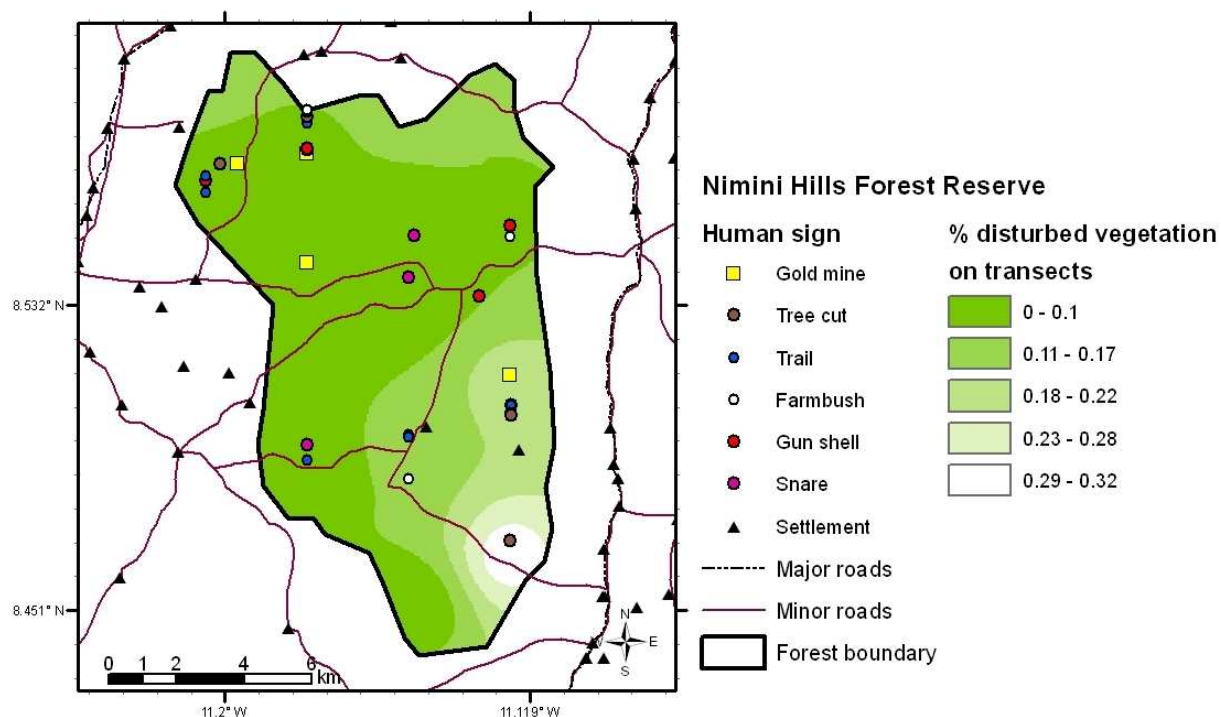 Nimini Hills Forest Reserve
Human sign
Gold mine
Tree cut
Trail
Farmbush
Gun shell
Snare
Settlement
Major roads
Minor roads
Forest boundary
% disturbed vegetation
on transects
0 - 0.1
0.11 - 0.17
0.18 - 0.22
0.23 - 0.28
0.29 - 0.32
8.532° N
8.451° N
N
W E
S
0 1 2 4 6
km
11.2° W 11.119° W